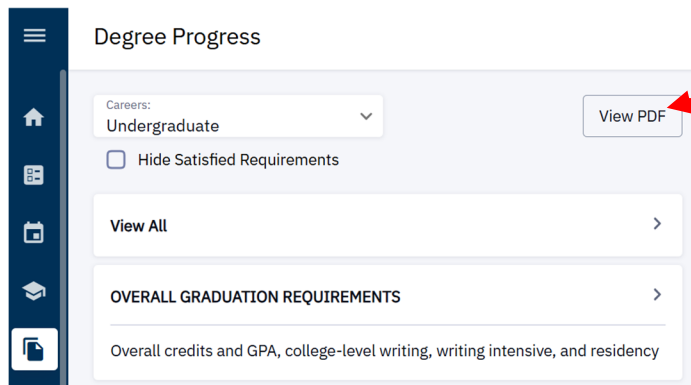 Degree Progress
Careers:
Undergraduate
View PDF
Hide Satisfied Requirements
View All
OVERALL GRADUATION REQUIREMENTS
Overall credits and GPA, college-level writing, writing intensive, and residency